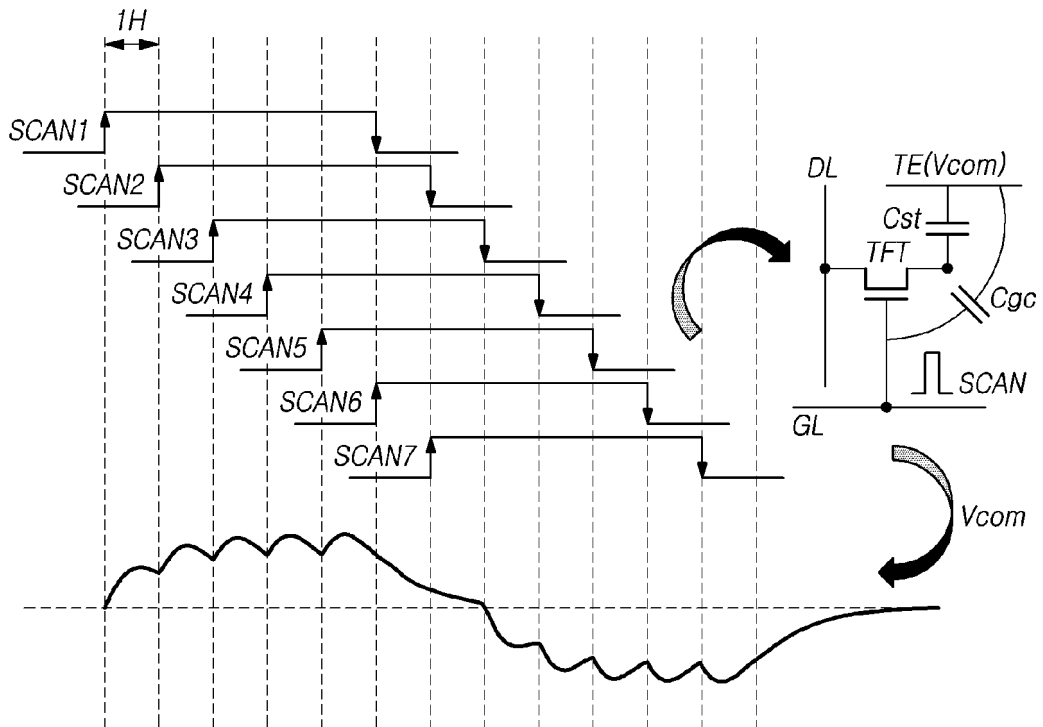 1H
SCAN1
SCAN2
SCAN3
SCAN4
SCAN5
SCAN6
SCAN7
DL
TE(Vcom)
Cst
TFT
Cgc
SCAN
GL
Vcom